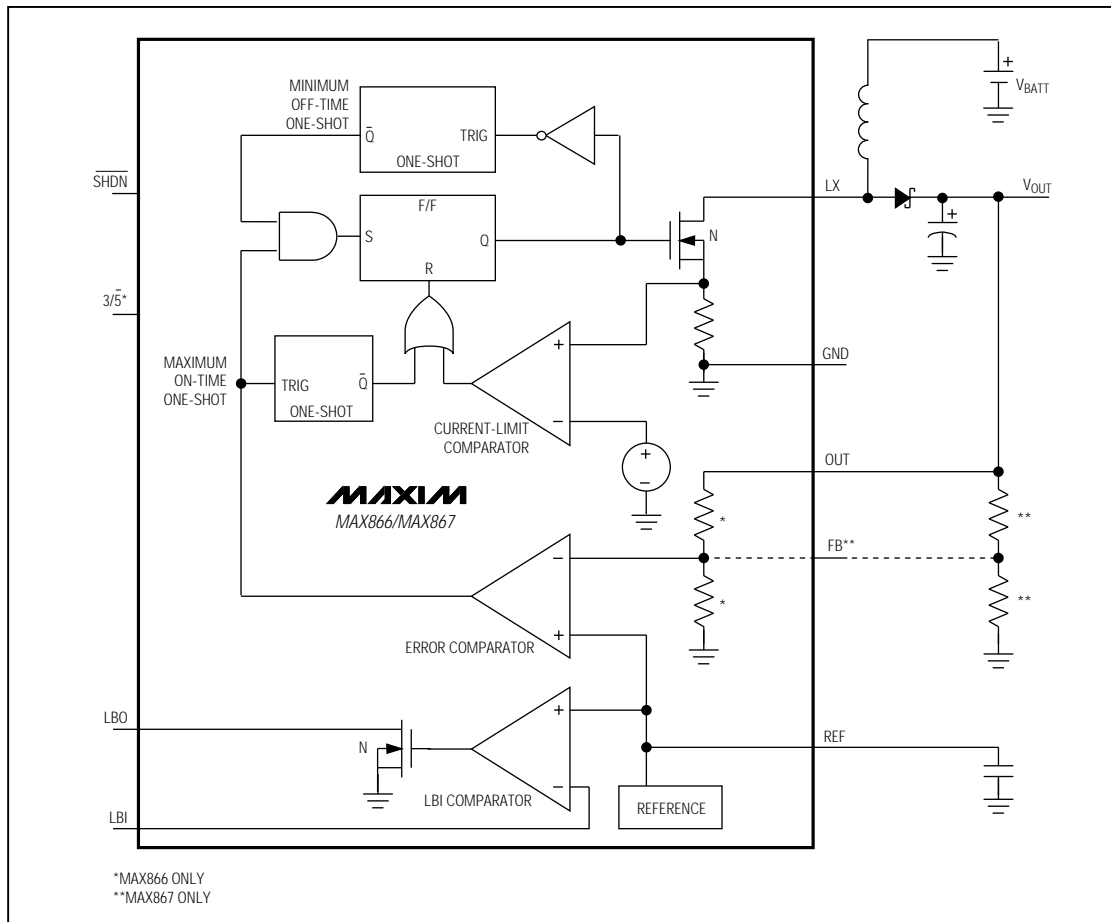 MINIMUM
OFF-TIME
ONE-SHOT
Q̅
TRIG
ONE-SHOT
+
V_BATT
S̅H̅D̅N̅
F/F
S
Q
R
N
LX
V_OUT
+
3/5̅*
MAXIMUM
ON-TIME
ONE-SHOT
TRIG
Q̅
ONE-SHOT
+
−
CURRENT-LIMIT
COMPARATOR
GND
+
−
OUT
MAXIM
MAX866/MAX867
*
**
−
FB**
*
**
+
ERROR COMPARATOR
LBO
N
+
−
LBI COMPARATOR
REF
REFERENCE
LBI
*MAX866 ONLY
**MAX867 ONLY